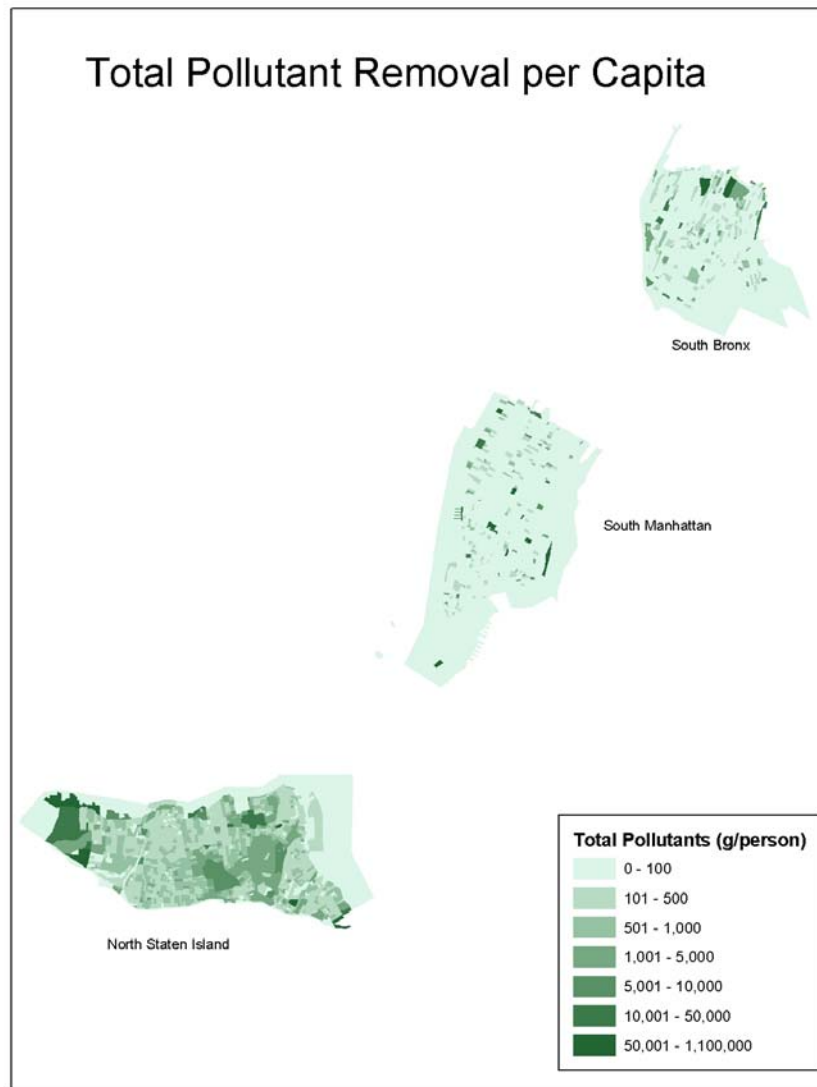 Total Pollutant Removal per Capita
South Bronx
South Manhattan
North Staten Island
Total Pollutants (g/person)
0 - 100
101 - 500
501 - 1,000
1,001 - 5,000
5,001 - 10,000
10,001 - 50,000
50,001 - 1,100,000